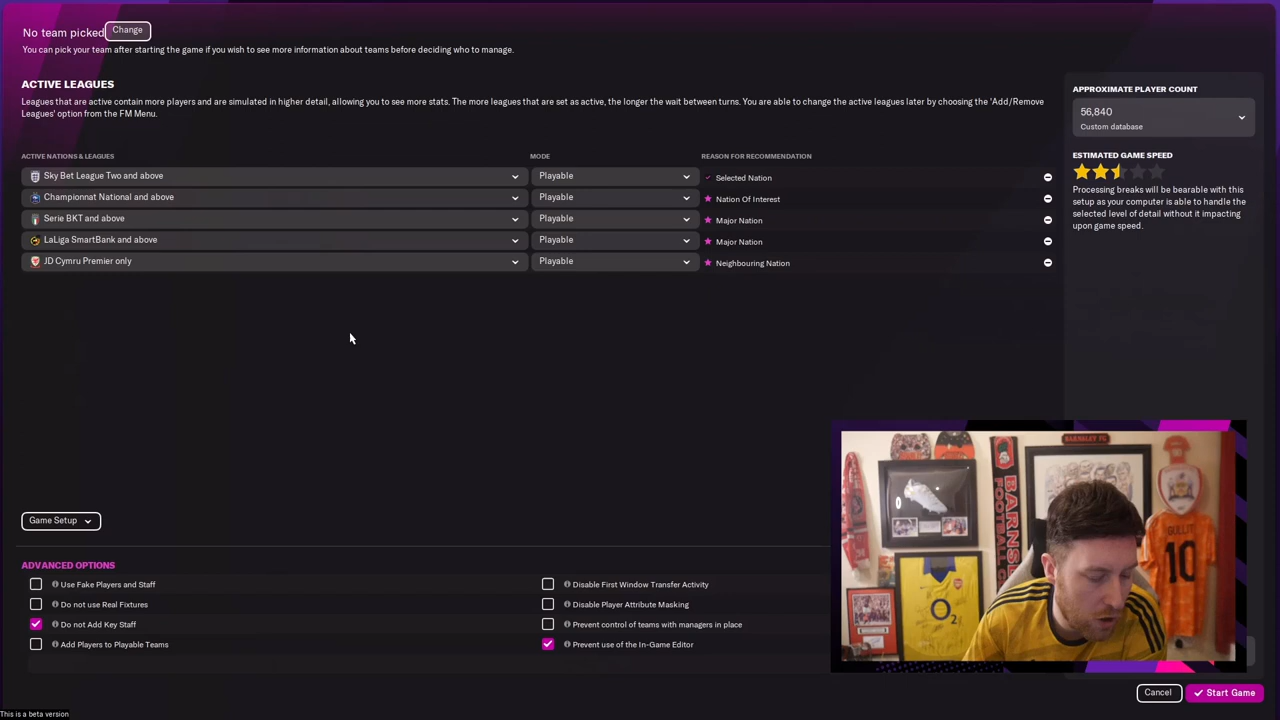 No team picked
Change
You can pick your team after starting the game if you wish to see more information about teams before deciding who to manage.
ACTIVE LEAGUES
Leagues that are active contain more players and are simulated in higher detail, allowing you to see more stats. The more leagues that are set as active, the longer the wait between turns. You are able to change the active leagues later by choosing the 'Add/Remove
Leagues' option from the FM Menu.
ACTIVE NATIONS & LEAGUES MODE REASON FOR RECOMMENDATION
Sky Bet League Two and above Playable Selected Nation
Championnat National and above Playable Nation Of Interest
Serie BKT and above Playable Major Nation
LaLiga SmartBank and above Playable Major Nation
JD Cymru Premier only Playable Neighbouring Nation
APPROXIMATE PLAYER COUNT
56,840
Custom database
ESTIMATED GAME SPEED
Processing breaks will be bearable with this
setup as your computer is able to handle the
selected level of detail without it impacting
upon game speed.
Game Setup
ADVANCED OPTIONS
Use Fake Players and Staff
Do not use Real Fixtures
Do not Add Key Staff
Add Players to Playable Teams
Disable First Window Transfer Activity
Disable Player Attribute Masking
Prevent control of teams with managers in place
Prevent use of the In-Game Editor
BARNSLEY FC
BARNS
FOOTBALL
O2
GULLIT
10
Cancel
Start Game
This is a beta version